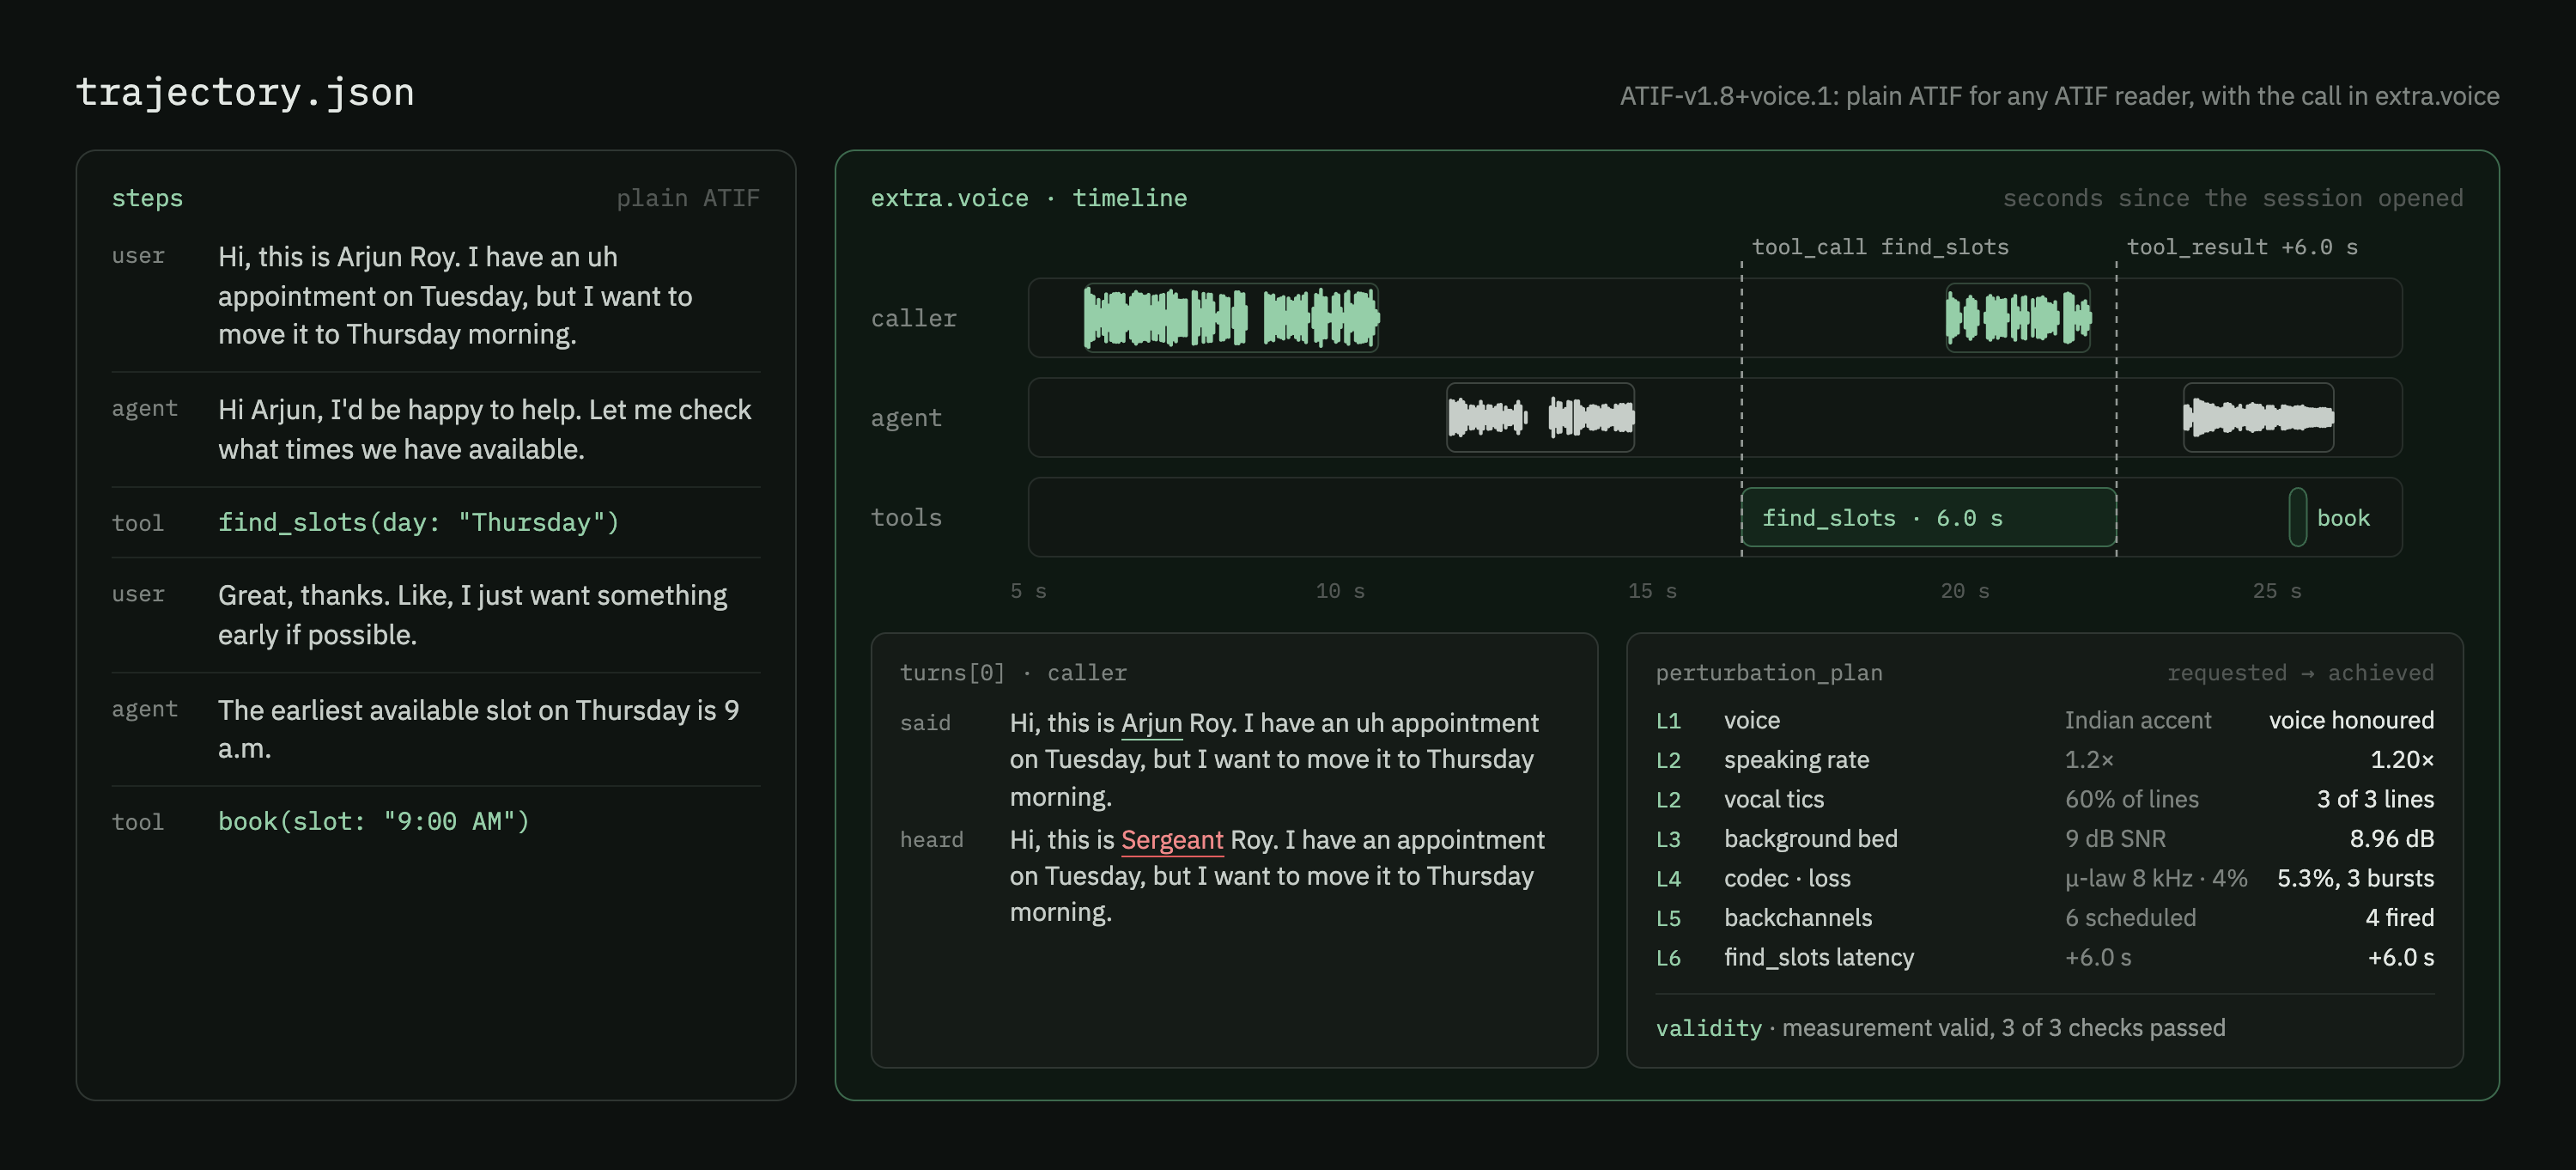 trajectory.json
ATIF-v1.8+voice.1: plain ATIF for any ATIF reader, with the call in extra.voice
steps plain ATIF
user Hi, this is Arjun Roy. I have an uh
appointment on Tuesday, but I want to
move it to Thursday morning.
agent Hi Arjun, I'd be happy to help. Let me check
what times we have available.
tool find_slots(day: "Thursday")
user Great, thanks. Like, I just want something
early if possible.
agent The earliest available slot on Thursday is 9
a.m.
tool book(slot: "9:00 AM")
extra.voice · timeline seconds since the session opened
tool_call find_slots tool_result +6.0 s
caller
agent
tools find_slots · 6.0 s book
5 s 10 s 15 s 20 s 25 s
turns[0] · caller
said Hi, this is Arjun Roy. I have an uh appointment
on Tuesday, but I want to move it to Thursday
morning.
heard Hi, this is Sergeant Roy. I have an appointment
on Tuesday, but I want to move it to Thursday
morning.
perturbation_plan requested → achieved
L1 voice Indian accent voice honoured
L2 speaking rate 1.2× 1.20×
L2 vocal tics 60% of lines 3 of 3 lines
L3 background bed 9 dB SNR 8.96 dB
L4 codec · loss µ-law 8 kHz · 4% 5.3%, 3 bursts
L5 backchannels 6 scheduled 4 fired
L6 find_slots latency +6.0 s +6.0 s
validity · measurement valid, 3 of 3 checks passed